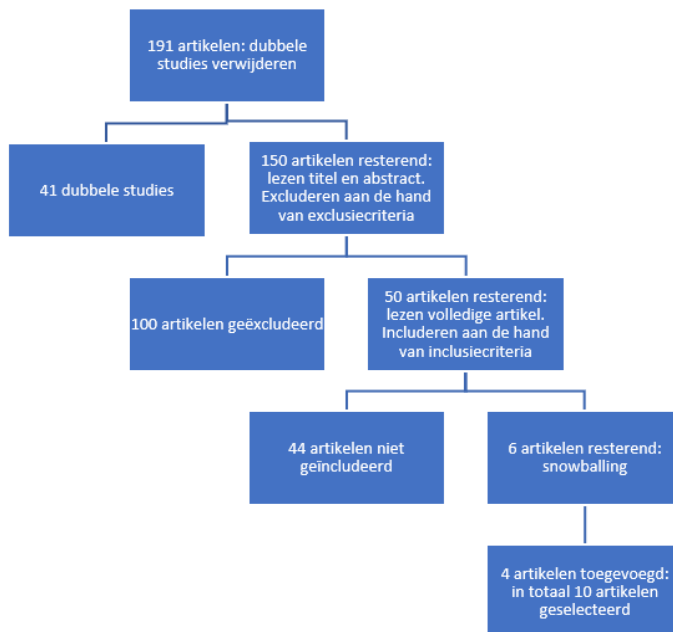 191 artikelen: dubbele
studies verwijderen
41 dubbele studies
150 artikelen resterend:
lezen titel en abstract.
Excluderen aan de hand
van exclusiecriteria
100 artikelen geëxcludeerd
50 artikelen resterend:
lezen volledige artikel.
Includeren aan de hand
van inclusiecriteria
44 artikelen niet
geïncludeerd
6 artikelen resterend:
snowballing
4 artikelen toegevoegd:
in totaal 10 artikelen
geselecteerd